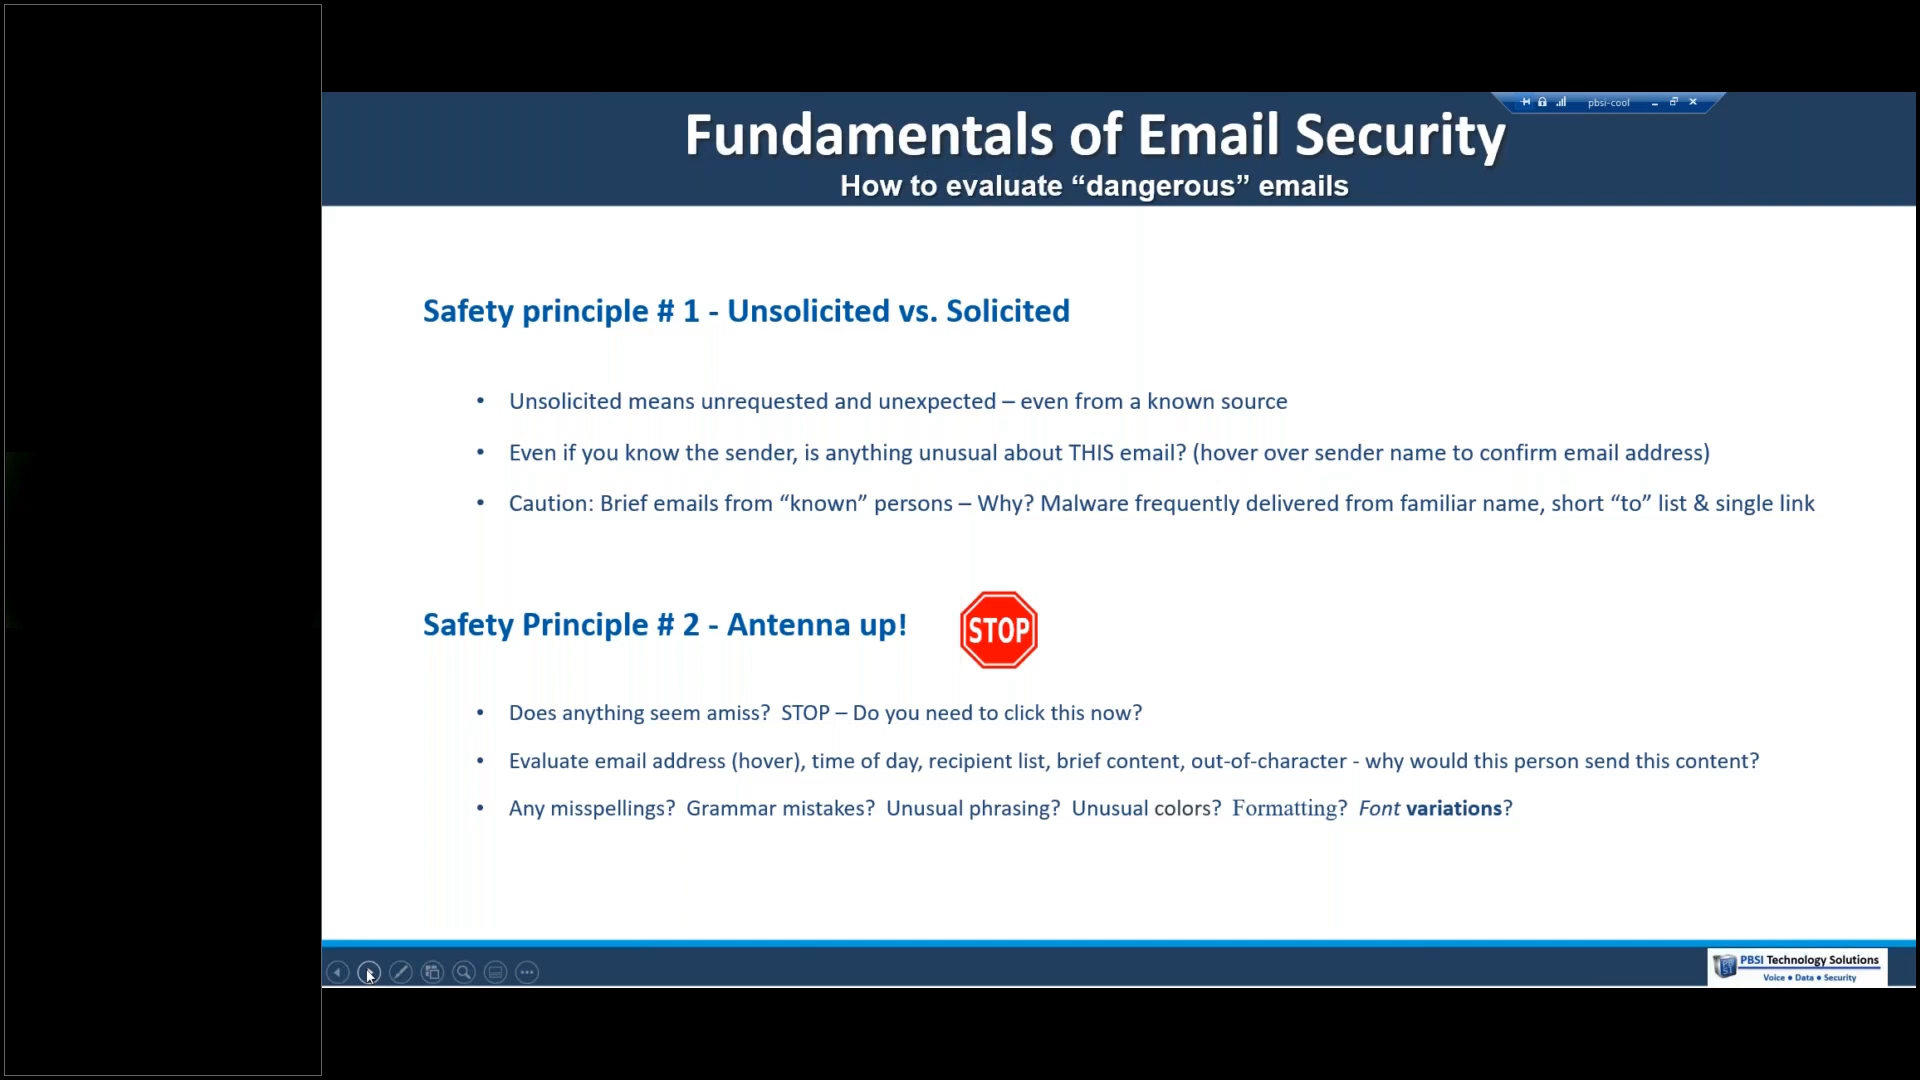 pbsi-cool
Fundamentals of Email Security
How to evaluate “dangerous” emails
Safety principle # 1 - Unsolicited vs. Solicited
• Unsolicited means unrequested and unexpected – even from a known source
• Even if you know the sender, is anything unusual about THIS email? (hover over sender name to confirm email address)
• Caution: Brief emails from “known” persons – Why? Malware frequently delivered from familiar name, short “to” list & single link
Safety Principle # 2 - Antenna up!
STOP
• Does anything seem amiss? STOP – Do you need to click this now?
• Evaluate email address (hover), time of day, recipient list, brief content, out-of-character - why would this person send this content?
• Any misspellings? Grammar mistakes? Unusual phrasing? Unusual colors? Formatting? Font variations?
PBSI Technology Solutions
Voice • Data • Security